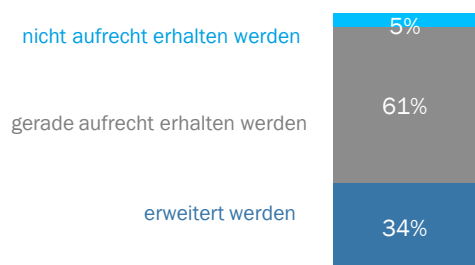 nicht aufrecht erhalten werden
5%
gerade aufrecht erhalten werden
61%
erweitert werden
34%